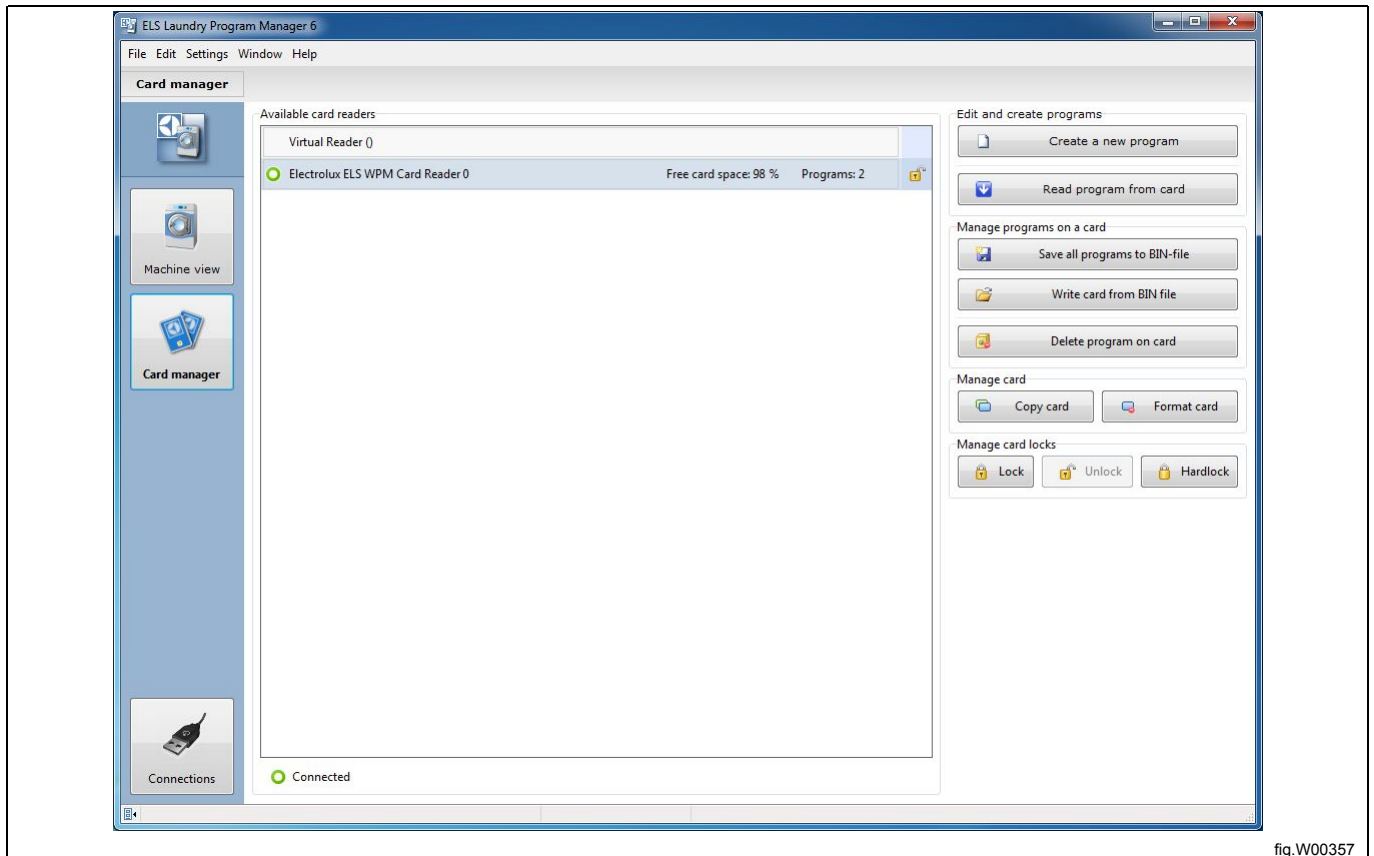 ELS Laundry Program Manager 6
File Edit Settings Window Help
Card manager
Machine view
Card manager
Connections
Available card readers
Virtual Reader ()
Electrolux ELS WPM Card Reader 0 Free card space: 98 % Programs: 2
Connected
Edit and create programs
Create a new program
Read program from card
Manage programs on a card
Save all programs to BIN-file
Write card from BIN file
Delete program on card
Manage card
Copy card Format card
Manage card locks
Lock Unlock Hardlock
fig.W00357